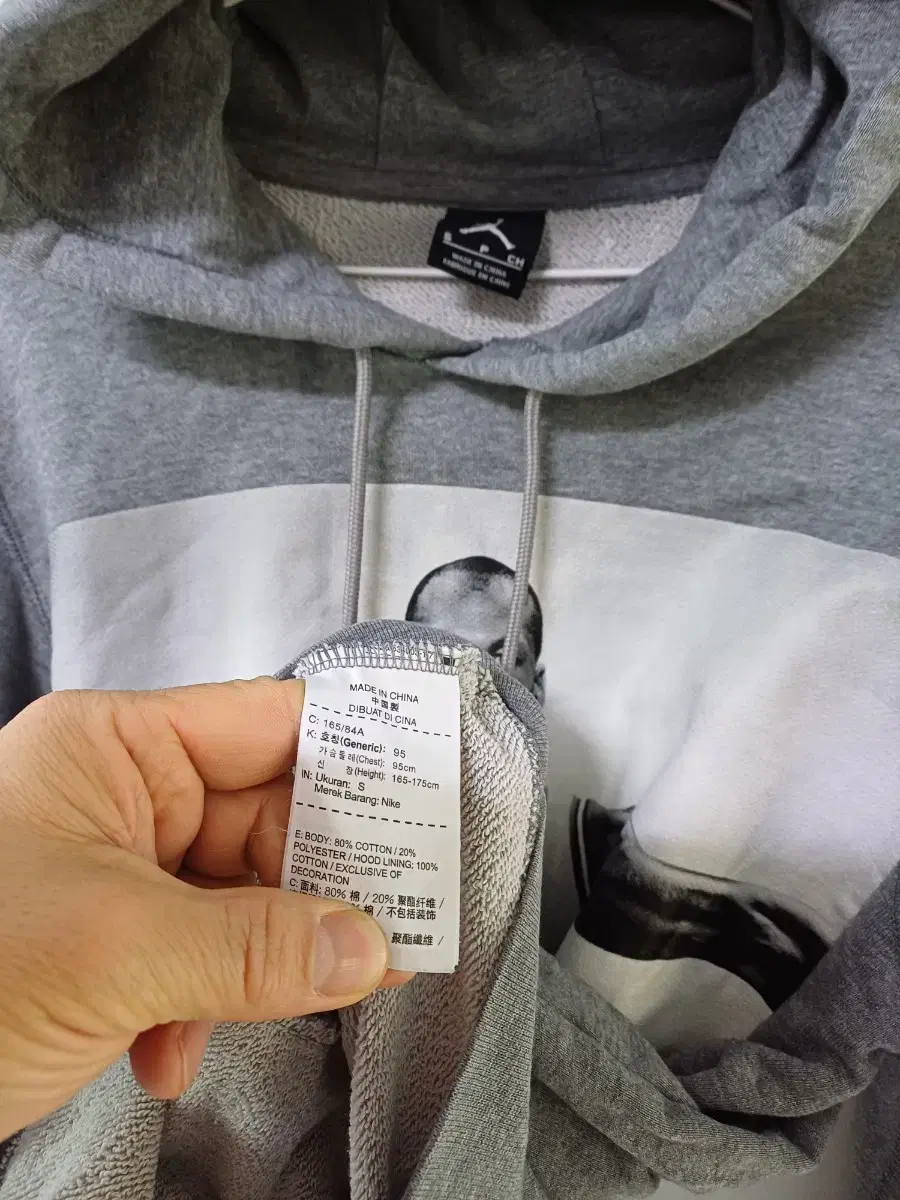 S P CH
MADE IN CHINA
FABRIQUÉ EN CHINE
MADE IN CHINA
中国製
DIBUAT DI CINA
C: 165/84A
K: 호칭(Generic): 95
가슴둘레(Chest): 95cm
신 장(Height): 165-175cm
IN: Ukuran: S
Merek Barang: Nike
E: BODY: 80% COTTON / 20%
POLYESTER / HOOD LINING: 100%
COTTON / EXCLUSIVE OF
DECORATION
C: 面料: 80% 棉 / 20% 聚酯纤维 /
% 棉 / 不包括装饰
聚酯纖維 /